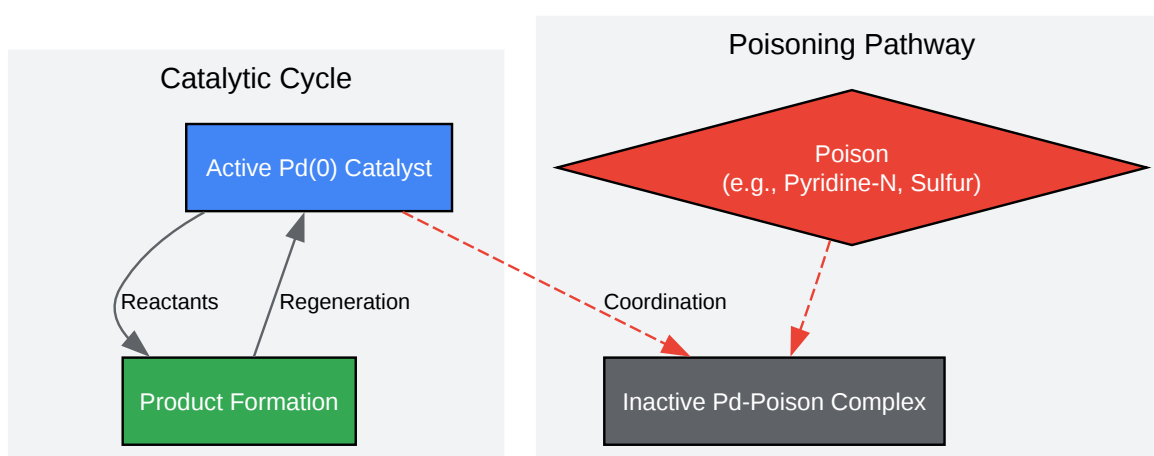 Catalytic Cycle
Active Pd(0) Catalyst
Reactants
Regeneration
Product Formation
Poisoning Pathway
Poison
(e.g., Pyridine-N, Sulfur)
Coordination
Inactive Pd-Poison Complex